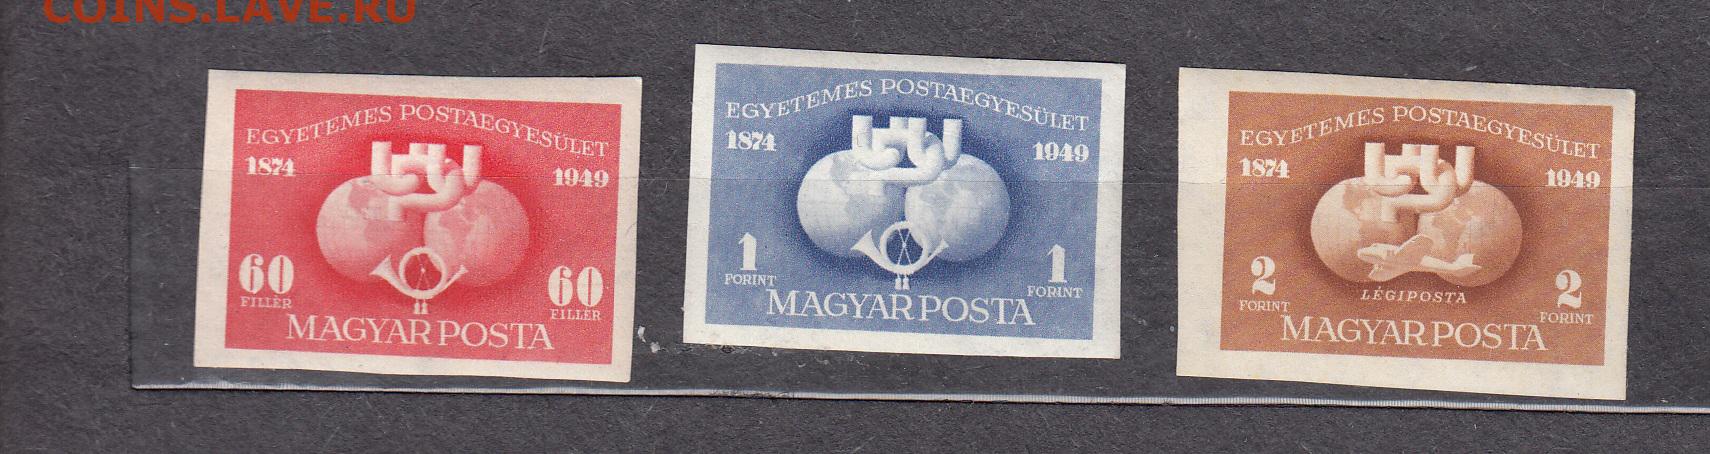 COINS.LAVE.RU
EGYETEMES POSTAEGYESÜLET
1874 1949
60 60
FILLÉR FILLÉR
MAGYAR POSTA
EGYETEMES POSTAEGYESÜLET
1874 1949
1 1
FORINT FORINT
MAGYAR POSTA
EGYETEMES POSTAEGYESÜLET
1874 1949
2 2
FORINT LÉGIPOSTA FORINT
MAGYAR POSTA